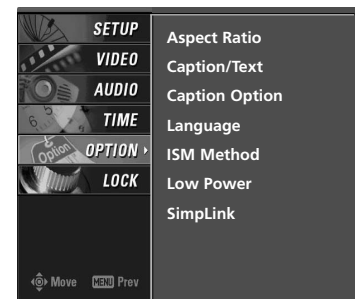 SETUP
VIDEO
AUDIO
TIME
OPTION
LOCK
Move MENU Prev
Aspect Ratio
Caption/Text
Caption Option
Language
ISM Method
Low Power
SimpLink